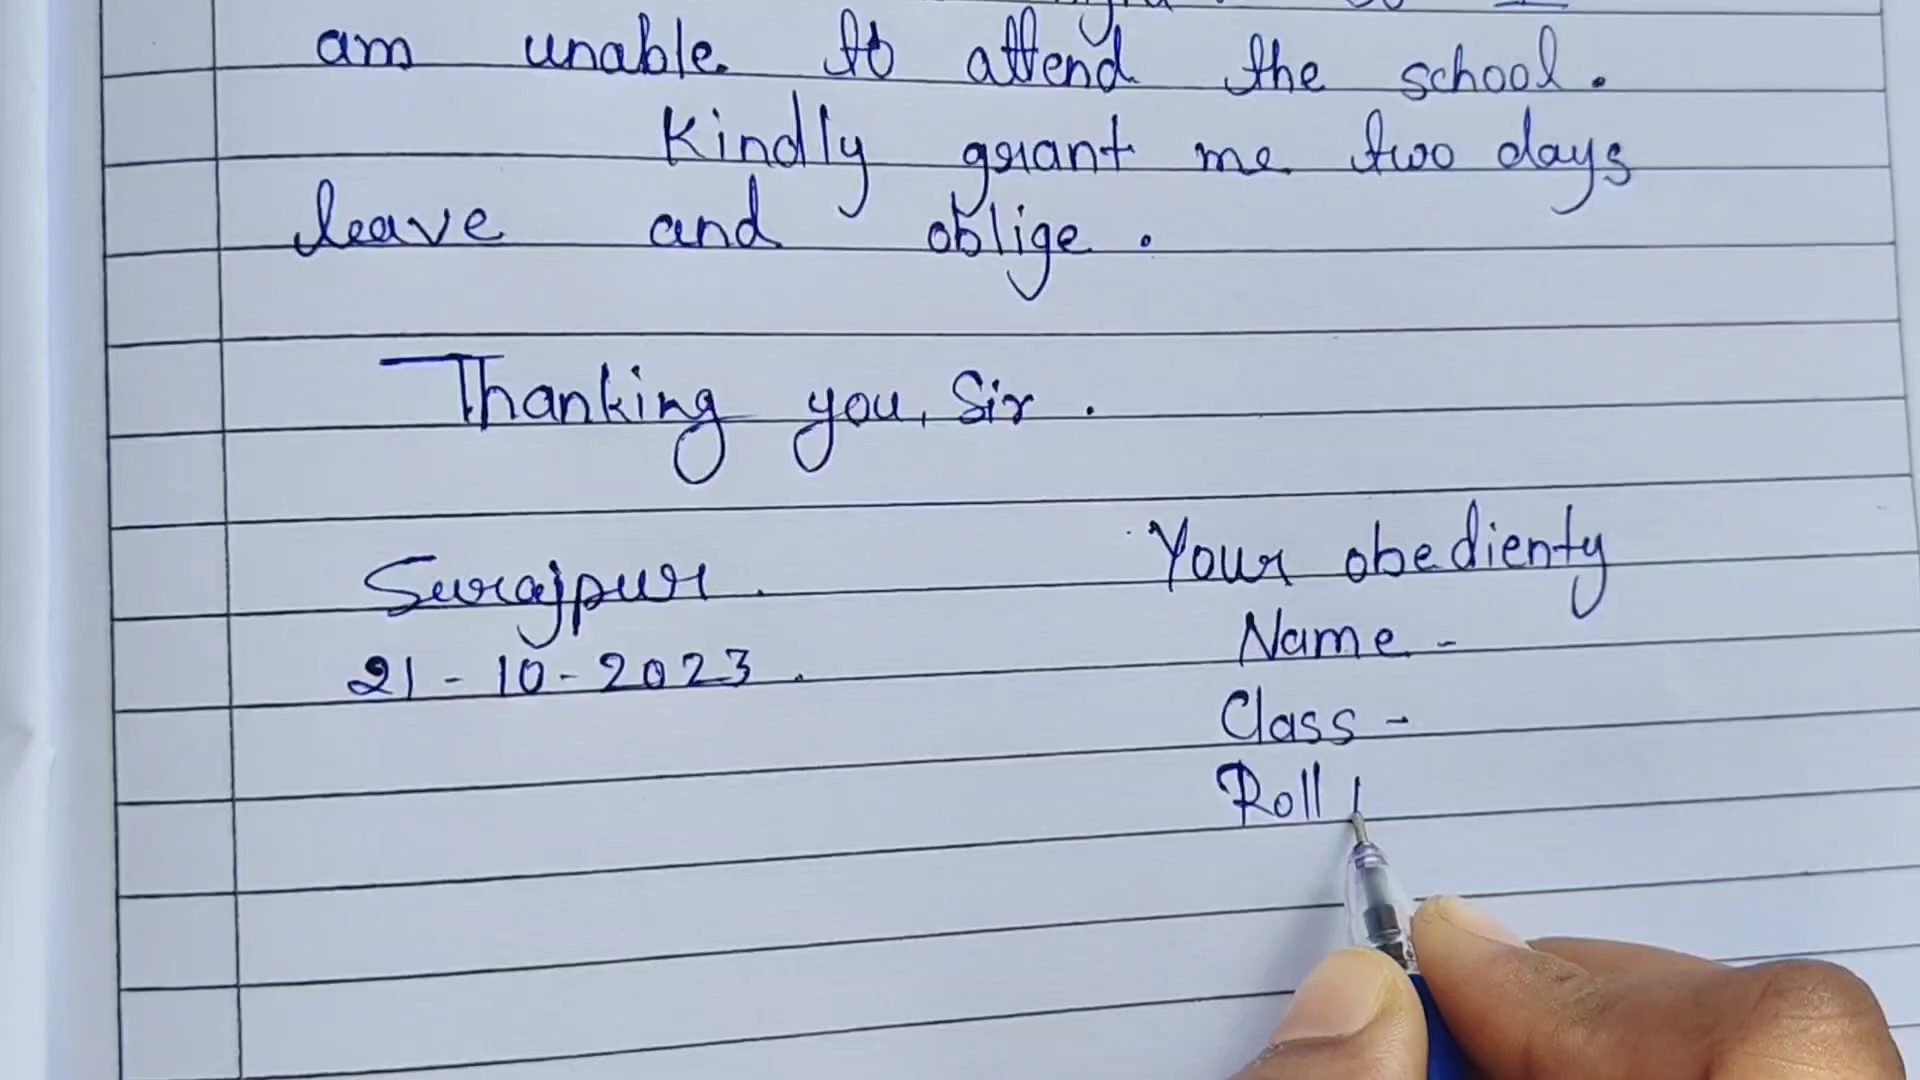 am unable to attend the school.
Kindly grant me two days
leave and oblige.
Thanking you, Sir.
Surajpur. Your obedienty
21-10-2023. Name -
Class -
Roll